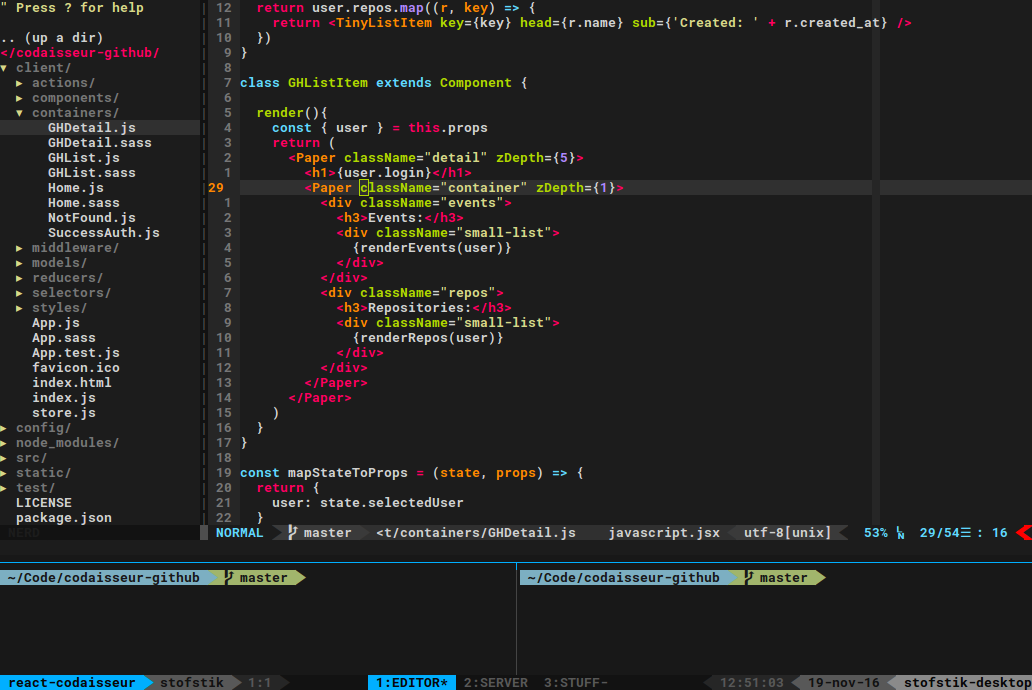 " Press ? for help
.. (up a dir)
</codaisseur-github/
▼ client/
▸ actions/
▸ components/
▼ containers/
GHDetail.js
GHDetail.sass
GHList.js
GHList.sass
Home.js
Home.sass
NotFound.js
SuccessAuth.js
▸ middleware/
▸ models/
▸ reducers/
▸ selectors/
▸ styles/
App.js
App.sass
App.test.js
favicon.ico
index.html
index.js
store.js
▸ config/
▸ node_modules/
▸ src/
▸ static/
▸ test/
LICENSE
package.json
NERD
12 return user.repos.map((r, key) => {
11 return <TinyListItem key={key} head={r.name} sub={'Created: ' + r.created_at} />
10 })
9 }
8
7 class GHListItem extends Component {
6
5 render(){
4 const { user } = this.props
3 return (
2 <Paper className="detail" zDepth={5}>
1 <h1>{user.login}</h1>
29 <Paper className="container" zDepth={1}>
1 <div className="events">
2 <h3>Events:</h3>
3 <div className="small-list">
4 {renderEvents(user)}
5 </div>
6 </div>
7 <div className="repos">
8 <h3>Repositories:</h3>
9 <div className="small-list">
10 {renderRepos(user)}
11 </div>
12 </div>
13 </Paper>
14 </Paper>
15 )
16 }
17 }
18
19 const mapStateToProps = (state, props) => {
20 return {
21 user: state.selectedUser
22 }
NORMAL master <t/containers/GHDetail.js javascript.jsx utf-8[unix] 53% LN 29/54☰ : 16
~/Code/codaisseur-github master
~/Code/codaisseur-github master
react-codaisseur stofstik 1:1 1:EDITOR* 2:SERVER 3:STUFF- 12:51:03 19-nov-16 stofstik-desktop